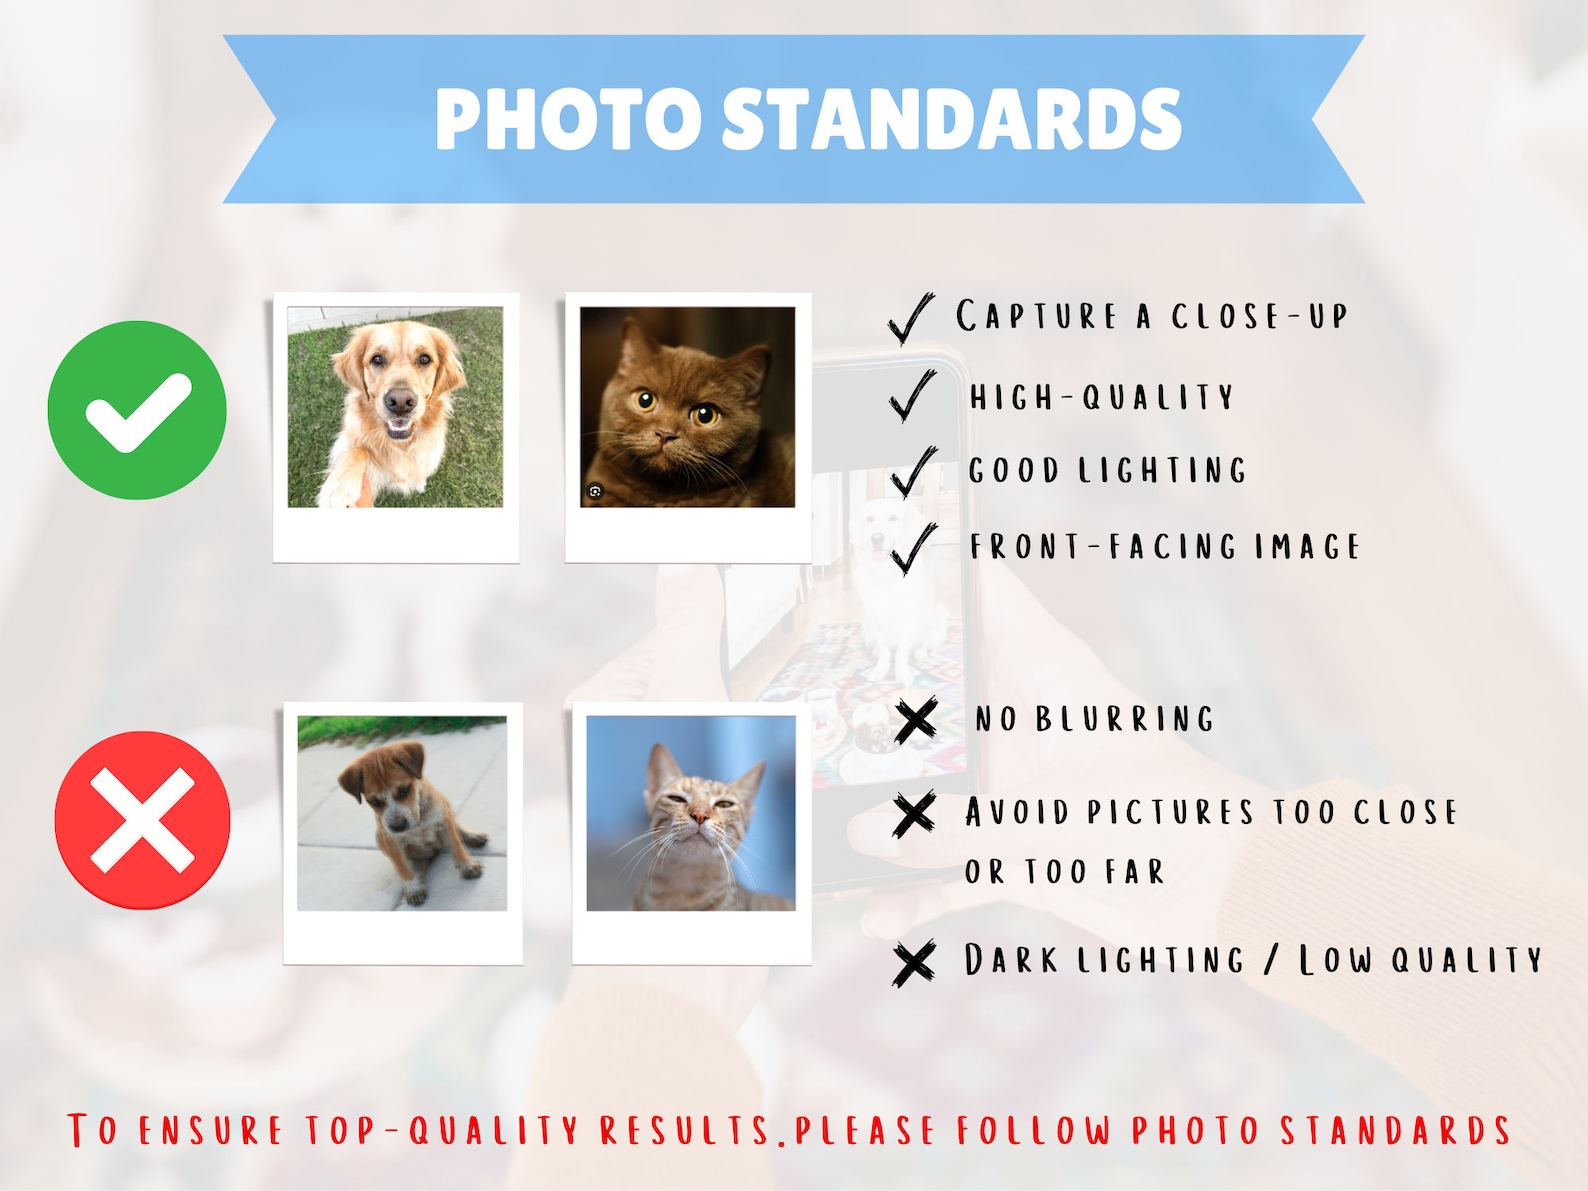 PHOTO STANDARDS
CAPTURE A CLOSE-UP
HIGH-QUALITY
GOOD LIGHTING
FRONT-FACING IMAGE
NO BLURRING
AVOID PICTURES TOO CLOSE
OR TOO FAR
DARK LIGHTING / LOW QUALITY
TO ENSURE TOP-QUALITY RESULTS.PLEASE FOLLOW PHOTO STANDARDS